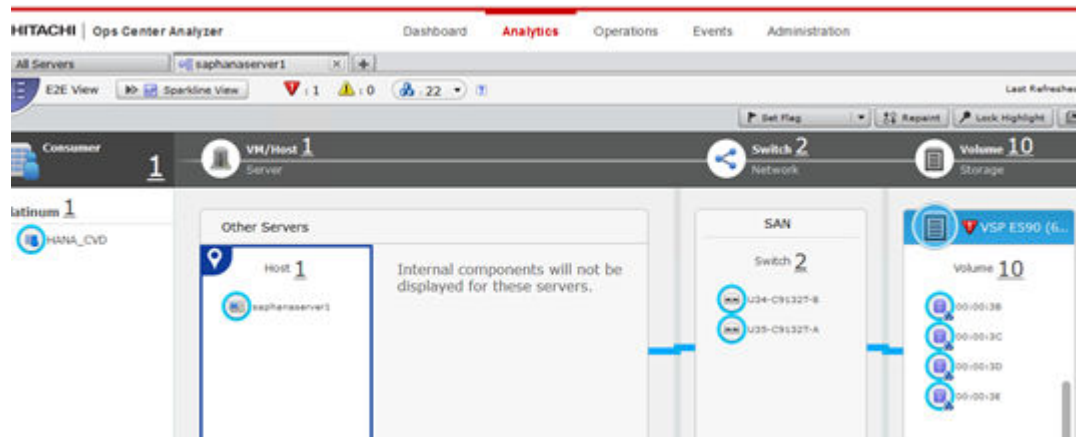 HITACHI Ops Center Analyzer
Dashboard Analytics Operations Events Administration
All Servers saphanaserver1 × +
E2E View Sparkline View : 1 : 0 : 22 Last Refreshe
Set Flag Repaint Lock Highlight
Consumer 1 VM/Host 1 Switch 2 Volume 10
Server Network Storage
latinum 1
HANA_CVD
Other Servers
Host 1
saphanaserver1
Internal components will not be
displayed for these servers.
SAN
Switch 2
U34-C9132T-B
U35-C9132T-A
VSP E590 (6...
Volume 10
00:00:3B
00:00:3C
00:00:3D
00:00:3E